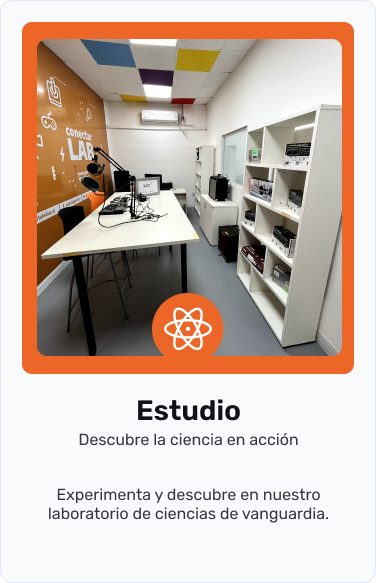 conectar
LAB
Estudio
Descubre la ciencia en acción
Experimenta y descubre en nuestro
laboratorio de ciencias de vanguardia.